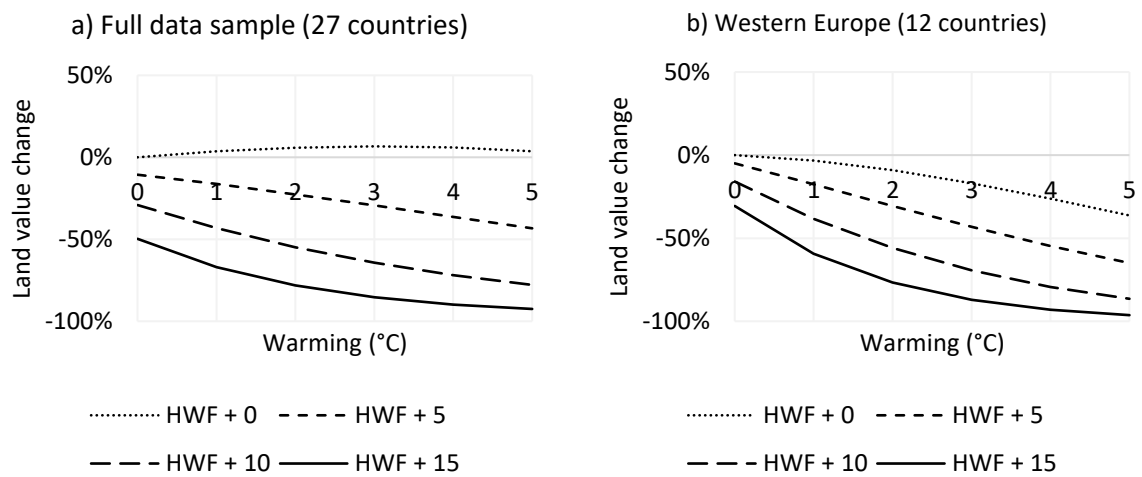 a) Full data sample (27 countries)
50%
0%
-50%
-100%
0 1 2 3 4 5
Land value change
Warming (°C)
HWF + 0 HWF + 5
HWF + 10 HWF + 15
b) Western Europe (12 countries)
50%
0%
-50%
-100%
0 1 2 3 4 5
Land value change
Warming (°C)
HWF + 0 HWF + 5
HWF + 10 HWF + 15